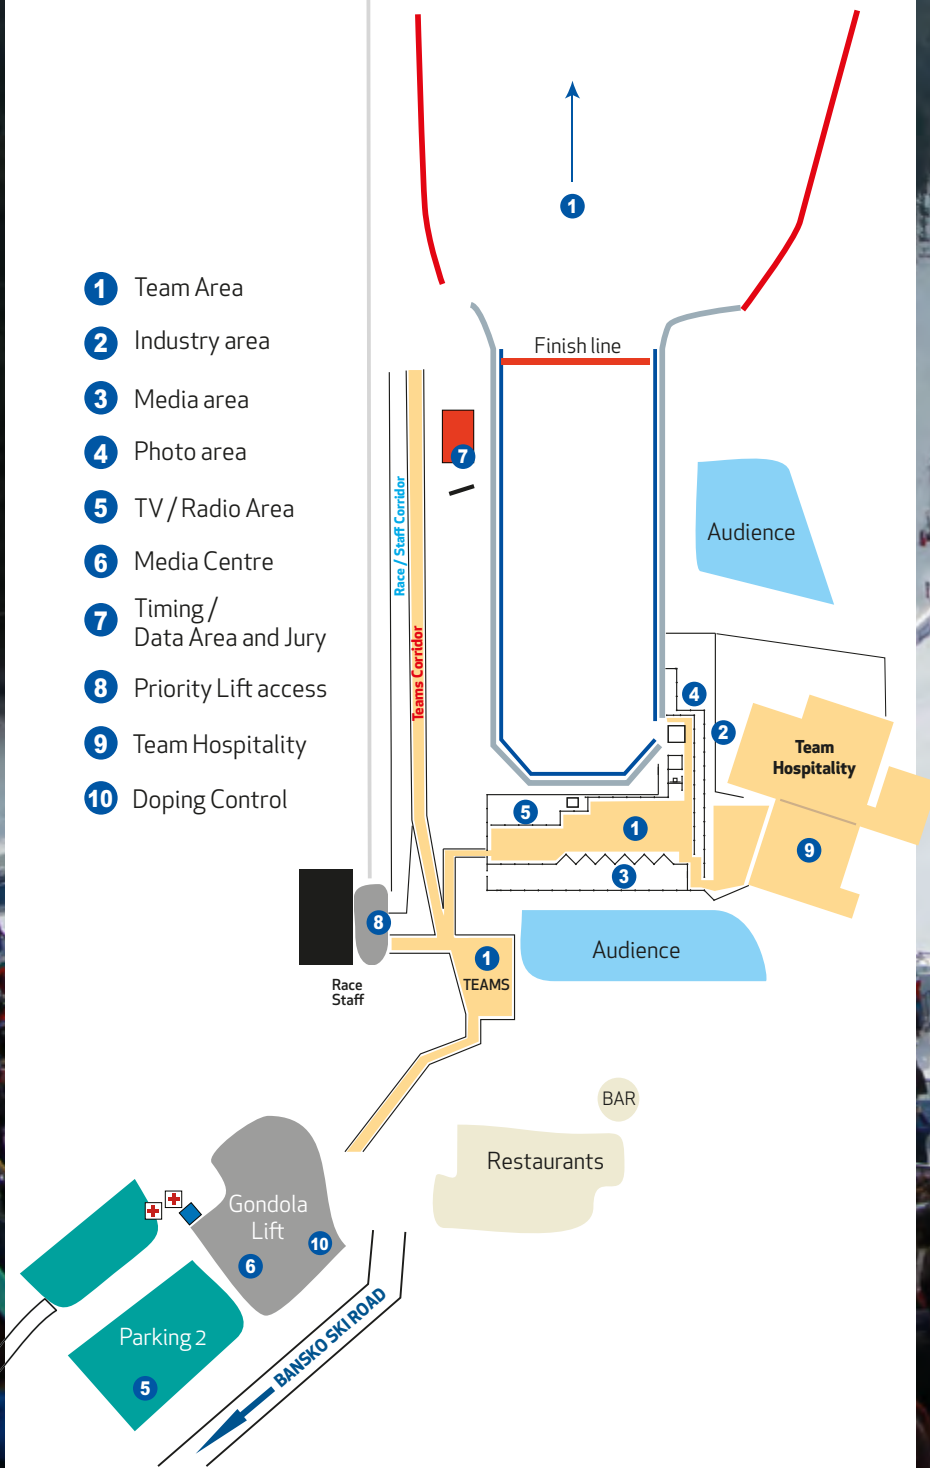 1
Finish line
1 Team Area
2 Industry area
3 Media area
4 Photo area
5 TV / Radio Area
6 Media Centre
7 Timing /
Data Area and Jury
8 Priority Lift access
9 Team Hospitality
10 Doping Control
7
Race / Staff Corridor
Teams Corridor
Audience
4
2
Team
Hospitality
5
1
9
3
8
Race
Staff
1
TEAMS
Audience
BAR
Restaurants
Gondola
Lift
10
6
Parking 2
5
BANSKO SKI ROAD